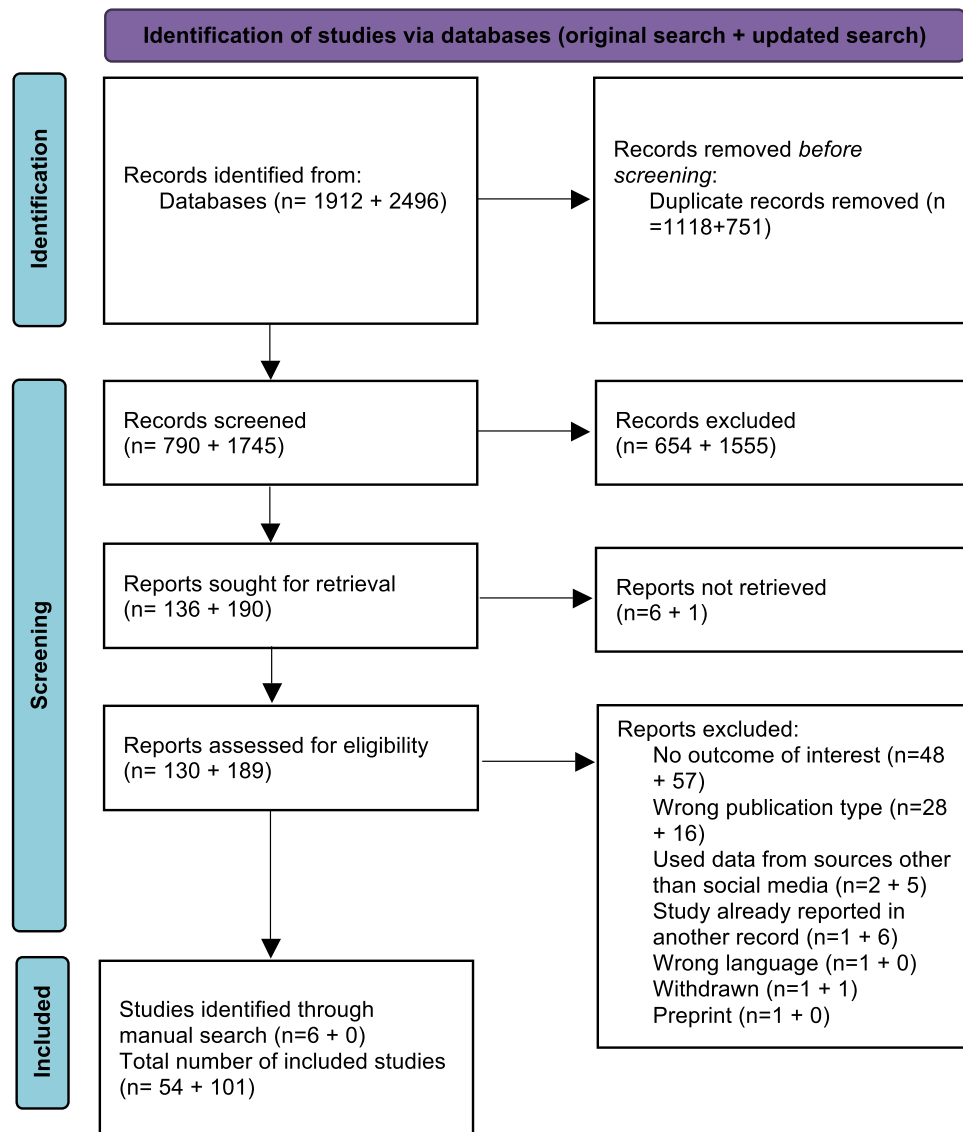 Identification of studies via databases (original search + updated search)
Identification
Records identified from:
Databases (n= 1912 + 2496)
Records removed before
screening:
Duplicate records removed (n
=1118+751)
Screening
Records screened
(n= 790 + 1745)
Records excluded
(n= 654 + 1555)
Reports sought for retrieval
(n= 136 + 190)
Reports not retrieved
(n=6 + 1)
Reports assessed for eligibility
(n= 130 + 189)
Reports excluded:
No outcome of interest (n=48
+ 57)
Wrong publication type (n=28
+ 16)
Used data from sources other
than social media (n=2 + 5)
Study already reported in
another record (n=1 + 6)
Wrong language (n=1 + 0)
Withdrawn (n=1 + 1)
Preprint (n=1 + 0)
Included
Studies identified through
manual search (n=6 + 0)
Total number of included studies
(n= 54 + 101)